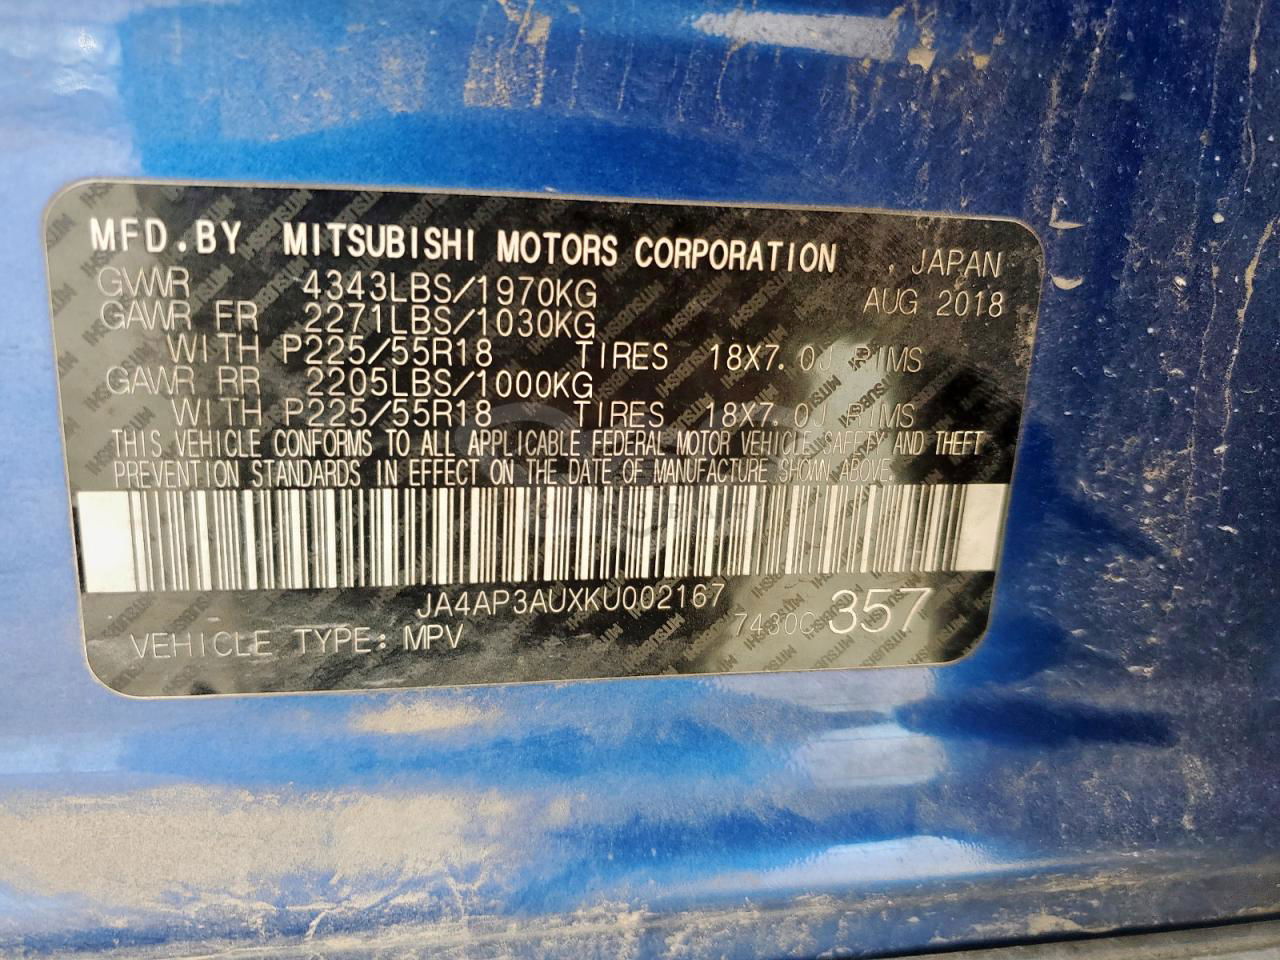 MFD.BY MITSUBISHI MOTORS CORPORATION , JAPAN
GVWR 4343LBS/1970KG AUG 2018
GAWR FR 2271LBS/1030KG
WITH P225/55R18 TIRES 18X7.0J RIMS
GAWR RR 2205LBS/1000KG
WITH P225/55R18 TIRES 18X7.0J RIMS
THIS VEHICLE CONFORMS TO ALL APPLICABLE FEDERAL MOTOR VEHICLE SAFETY AND THEFT
PREVENTION STANDARDS IN EFFECT ON THE DATE OF MANUFACTURE SHOWN ABOVE.
JA4AP3AUXKU002167
VEHICLE TYPE: MPV 7430C 357